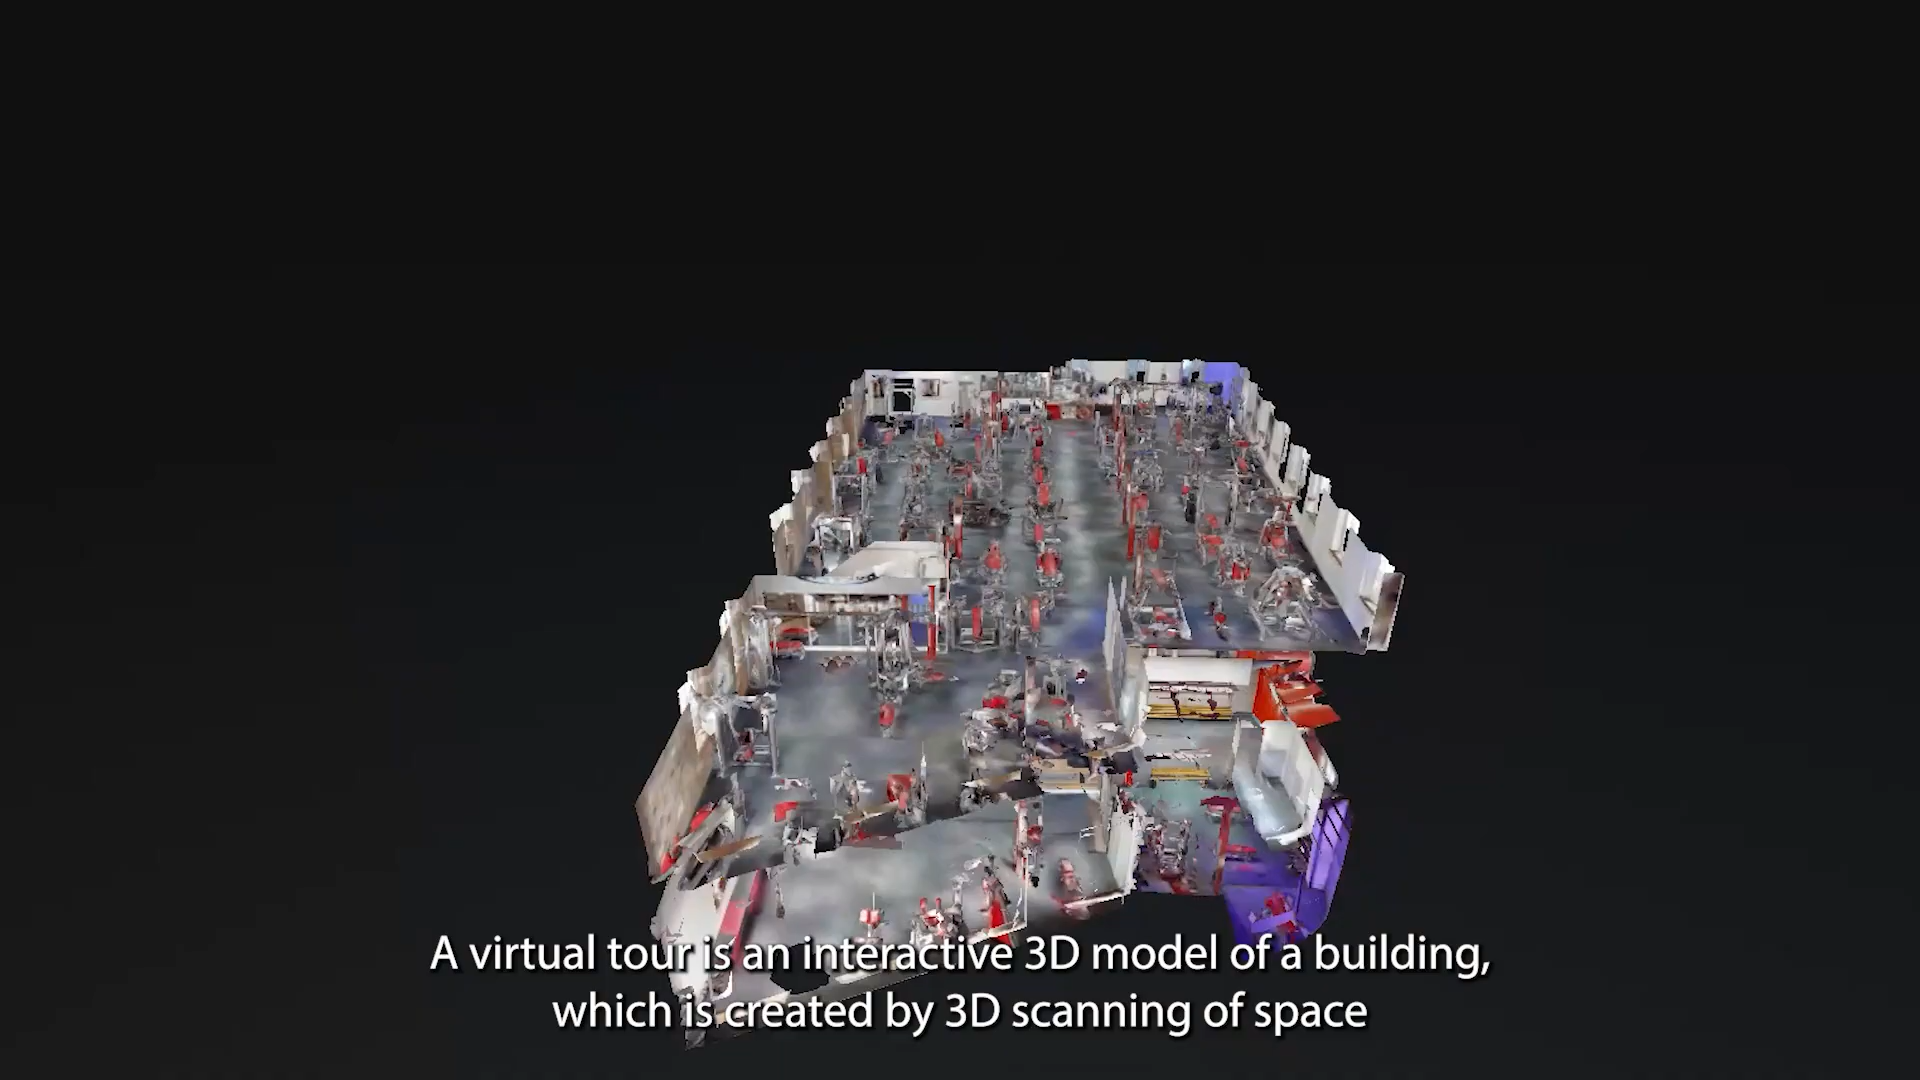 A virtual tour is an interactive 3D model of a building,
which is created by 3D scanning of space